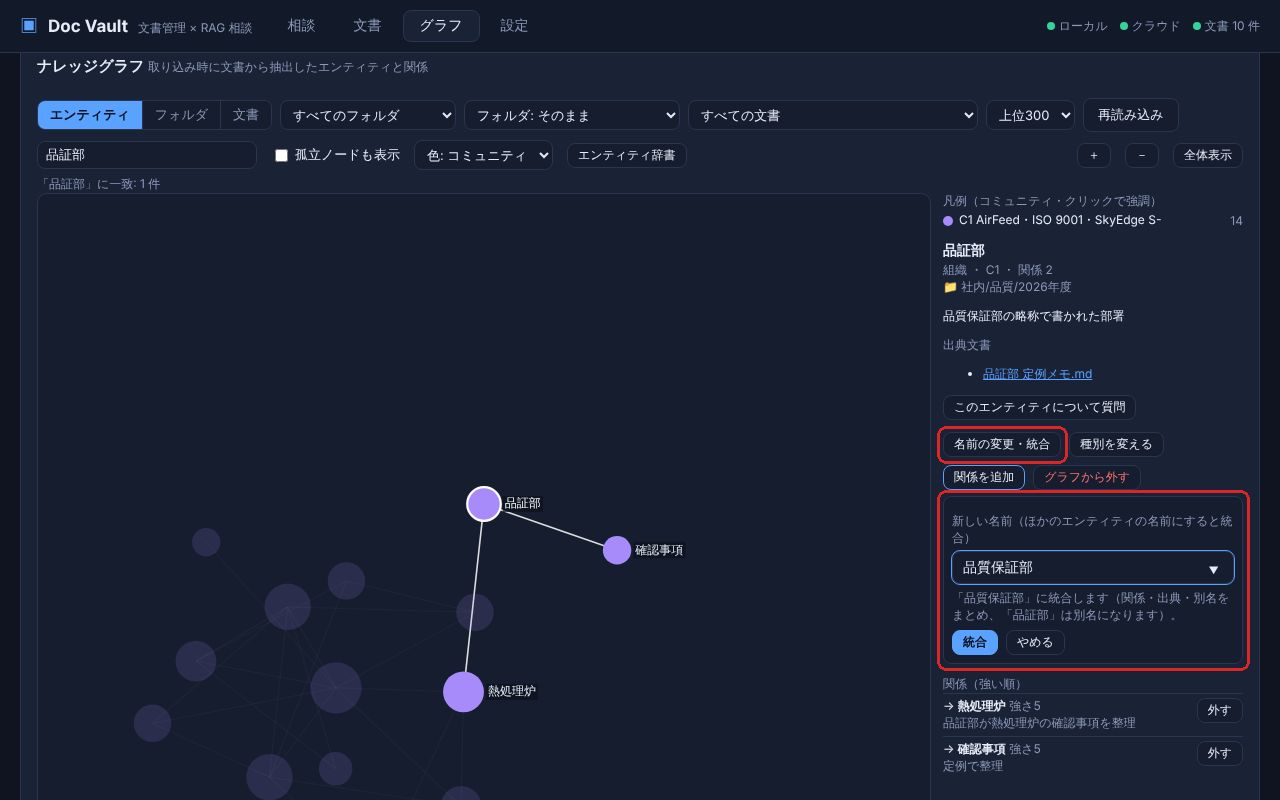 Doc Vault 文書管理 × RAG 相談 相談 文書 グラフ 設定 ローカル クラウド 文書 10 件
ナレッジグラフ 取り込み時に文書から抽出したエンティティと関係
エンティティ フォルダ 文書 すべてのフォルダ フォルダ: そのまま すべての文書 上位300 再読み込み
品証部 孤立ノードも表示 色: コミュニティ エンティティ辞書 + − 全体表示
「品証部」に一致: 1 件
凡例（コミュニティ・クリックで強調）
C1 AirFeed・ISO 9001・SkyEdge S- 14
品証部
組織 ・ C1 ・ 関係 2
📁 社内/品質/2026年度
品質保証部の略称で書かれた部署
出典文書
• 品証部 定例メモ.md
このエンティティについて質問
名前の変更・統合 種別を変える
関係を追加 グラフから外す
新しい名前（ほかのエンティティの名前にすると統
合）
品質保証部
「品質保証部」に統合します（関係・出典・別名を
まとめ、「品証部」は別名になります）。
統合 やめる
関係（強い順）
→ 熱処理炉 強さ5 外す
品証部が熱処理炉の確認事項を整理
→ 確認事項 強さ5 外す
定例で整理
品証部
確認事項
熱処理炉